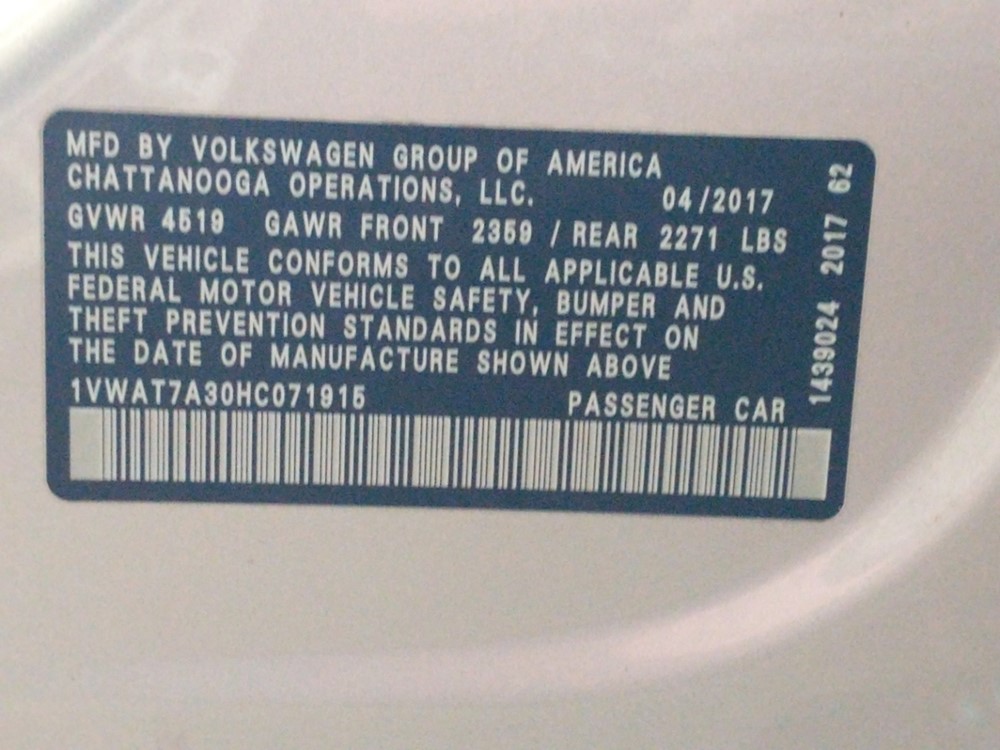 MFD BY VOLKSWAGEN GROUP OF AMERICA
CHATTANOOGA OPERATIONS, LLC. 04/2017
GVWR 4519 GAWR FRONT 2359 / REAR 2271 LBS
THIS VEHICLE CONFORMS TO ALL APPLICABLE U.S.
FEDERAL MOTOR VEHICLE SAFETY, BUMPER AND
THEFT PREVENTION STANDARDS IN EFFECT ON
THE DATE OF MANUFACTURE SHOWN ABOVE
1VWAT7A30HC071915 PASSENGER CAR
1439024 2017 62